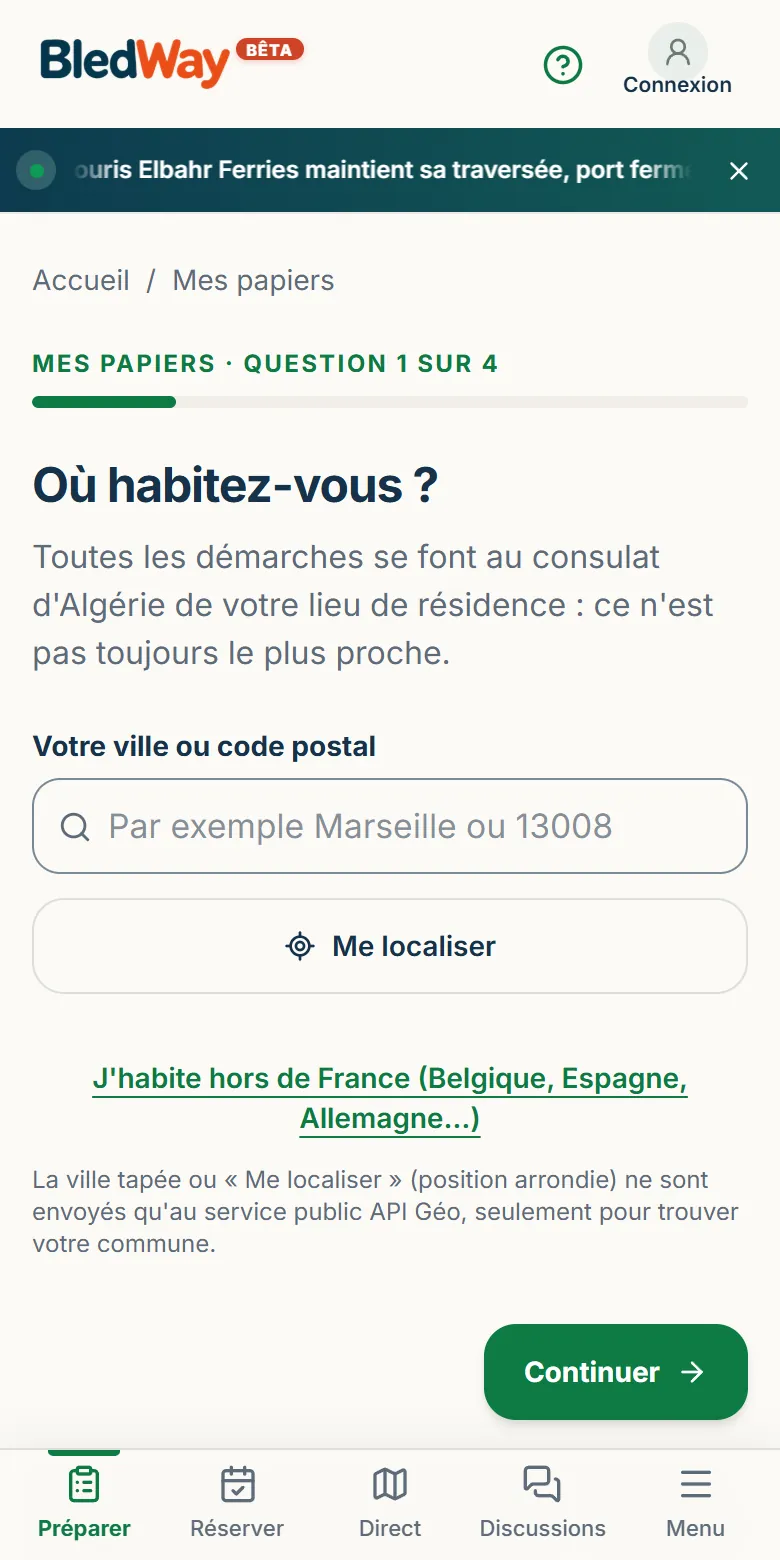 BledWay BÊTA
Connexion
ouris Elbahr Ferries maintient sa traversée, port ferm
Accueil / Mes papiers
MES PAPIERS · QUESTION 1 SUR 4
Où habitez-vous ?
Toutes les démarches se font au consulat
d'Algérie de votre lieu de résidence : ce n'est
pas toujours le plus proche.
Votre ville ou code postal
Par exemple Marseille ou 13008
Me localiser
J'habite hors de France (Belgique, Espagne,
Allemagne...)
La ville tapée ou « Me localiser » (position arrondie) ne sont
envoyés qu'au service public API Géo, seulement pour trouver
votre commune.
Continuer
Préparer Réserver Direct Discussions Menu